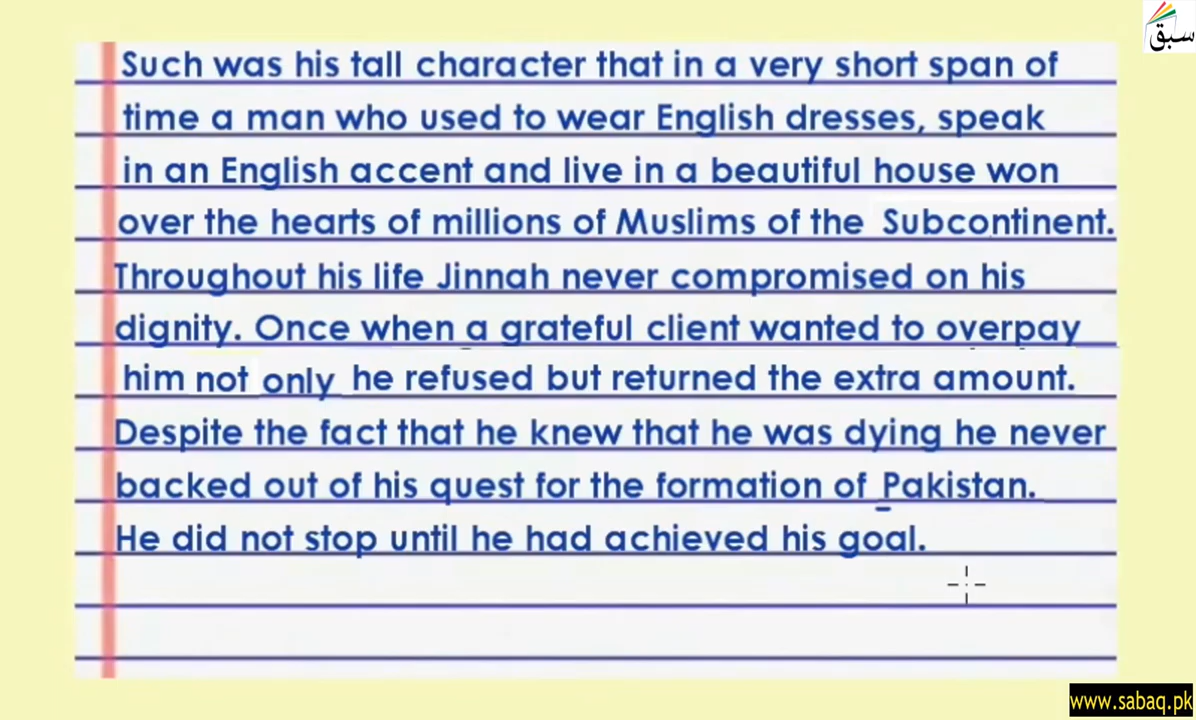 سبق
Such was his tall character that in a very short span of
time a man who used to wear English dresses, speak
in an English accent and live in a beautiful house won
over the hearts of millions of Muslims of the Subcontinent.
Throughout his life Jinnah never compromised on his
dignity. Once when a grateful client wanted to overpay
him not only he refused but returned the extra amount.
Despite the fact that he knew that he was dying he never
backed out of his quest for the formation of Pakistan.
He did not stop until he had achieved his goal.
www.sabaq.pk